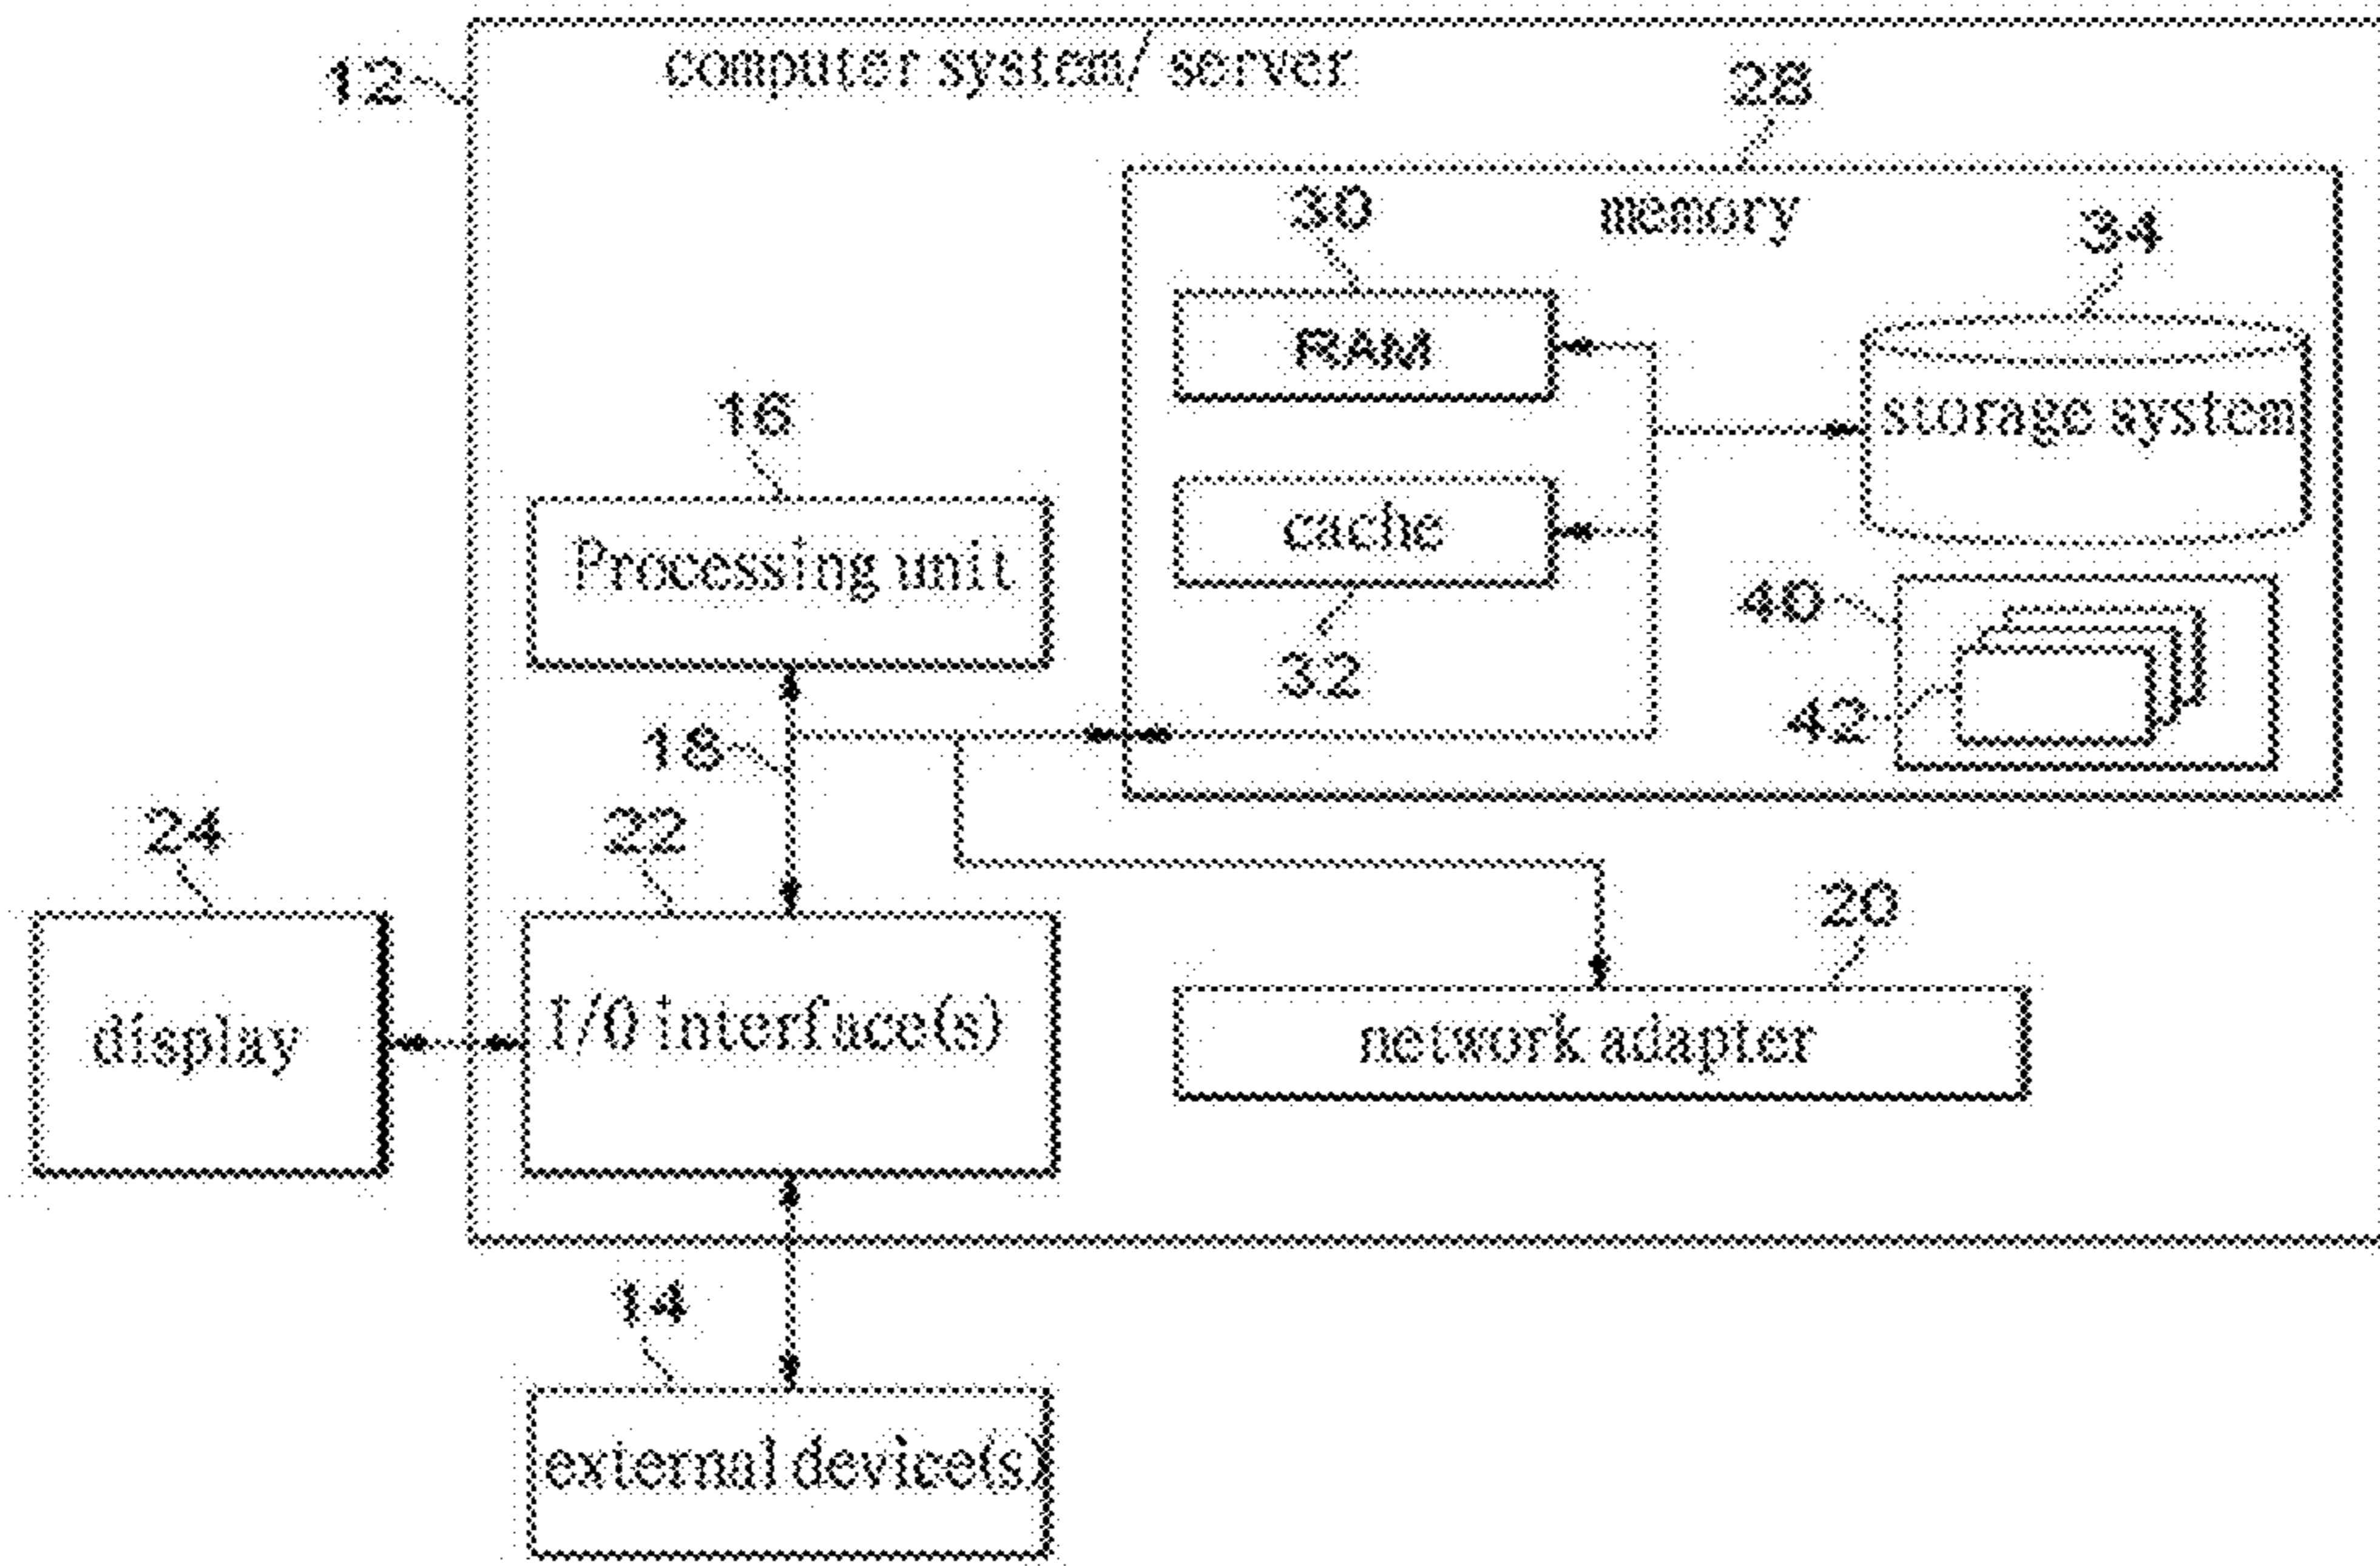 12
computer system/ server
28
memory
30
34
RAM
storage system
16
cache
Processing unit
40
32
42
18
24
22
20
display
I/O interface(s)
network adapter
14
external device(s)